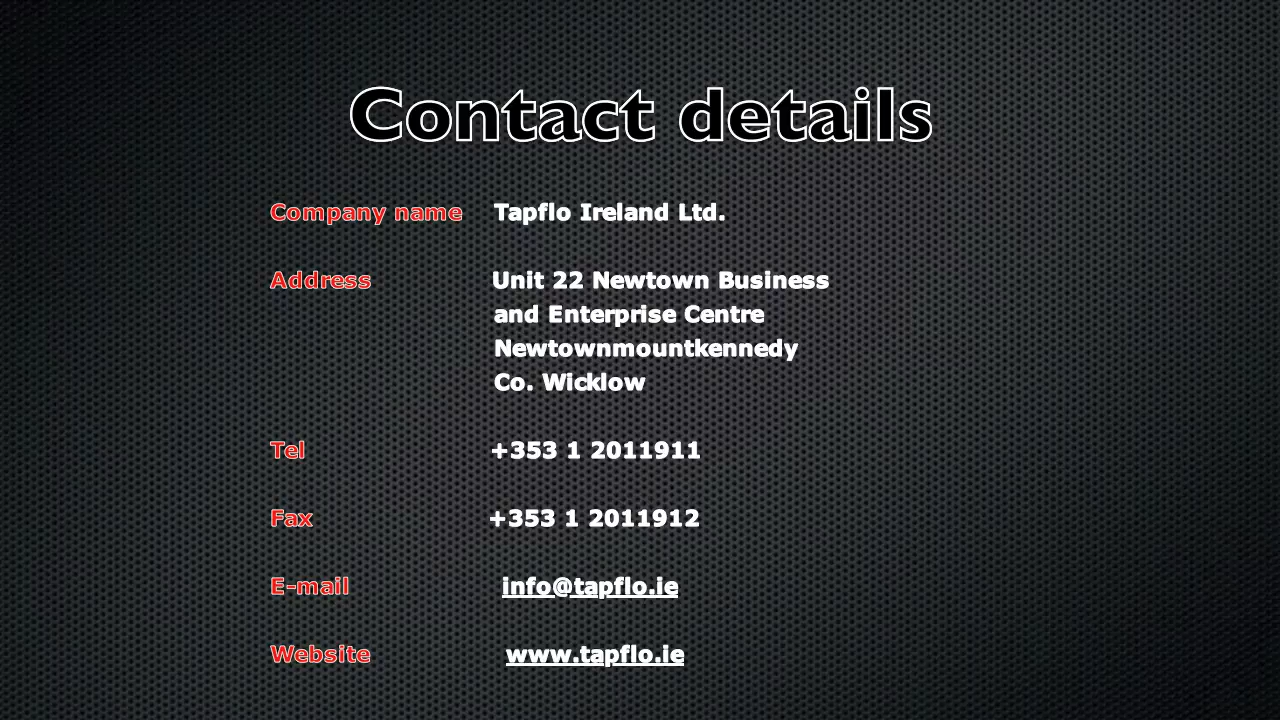 Contact details
Company name Tapflo Ireland Ltd.
Address Unit 22 Newtown Business
and Enterprise Centre
Newtownmountkennedy
Co. Wicklow
Tel +353 1 2011911
Fax +353 1 2011912
E-mail info@tapflo.ie
Website www.tapflo.ie